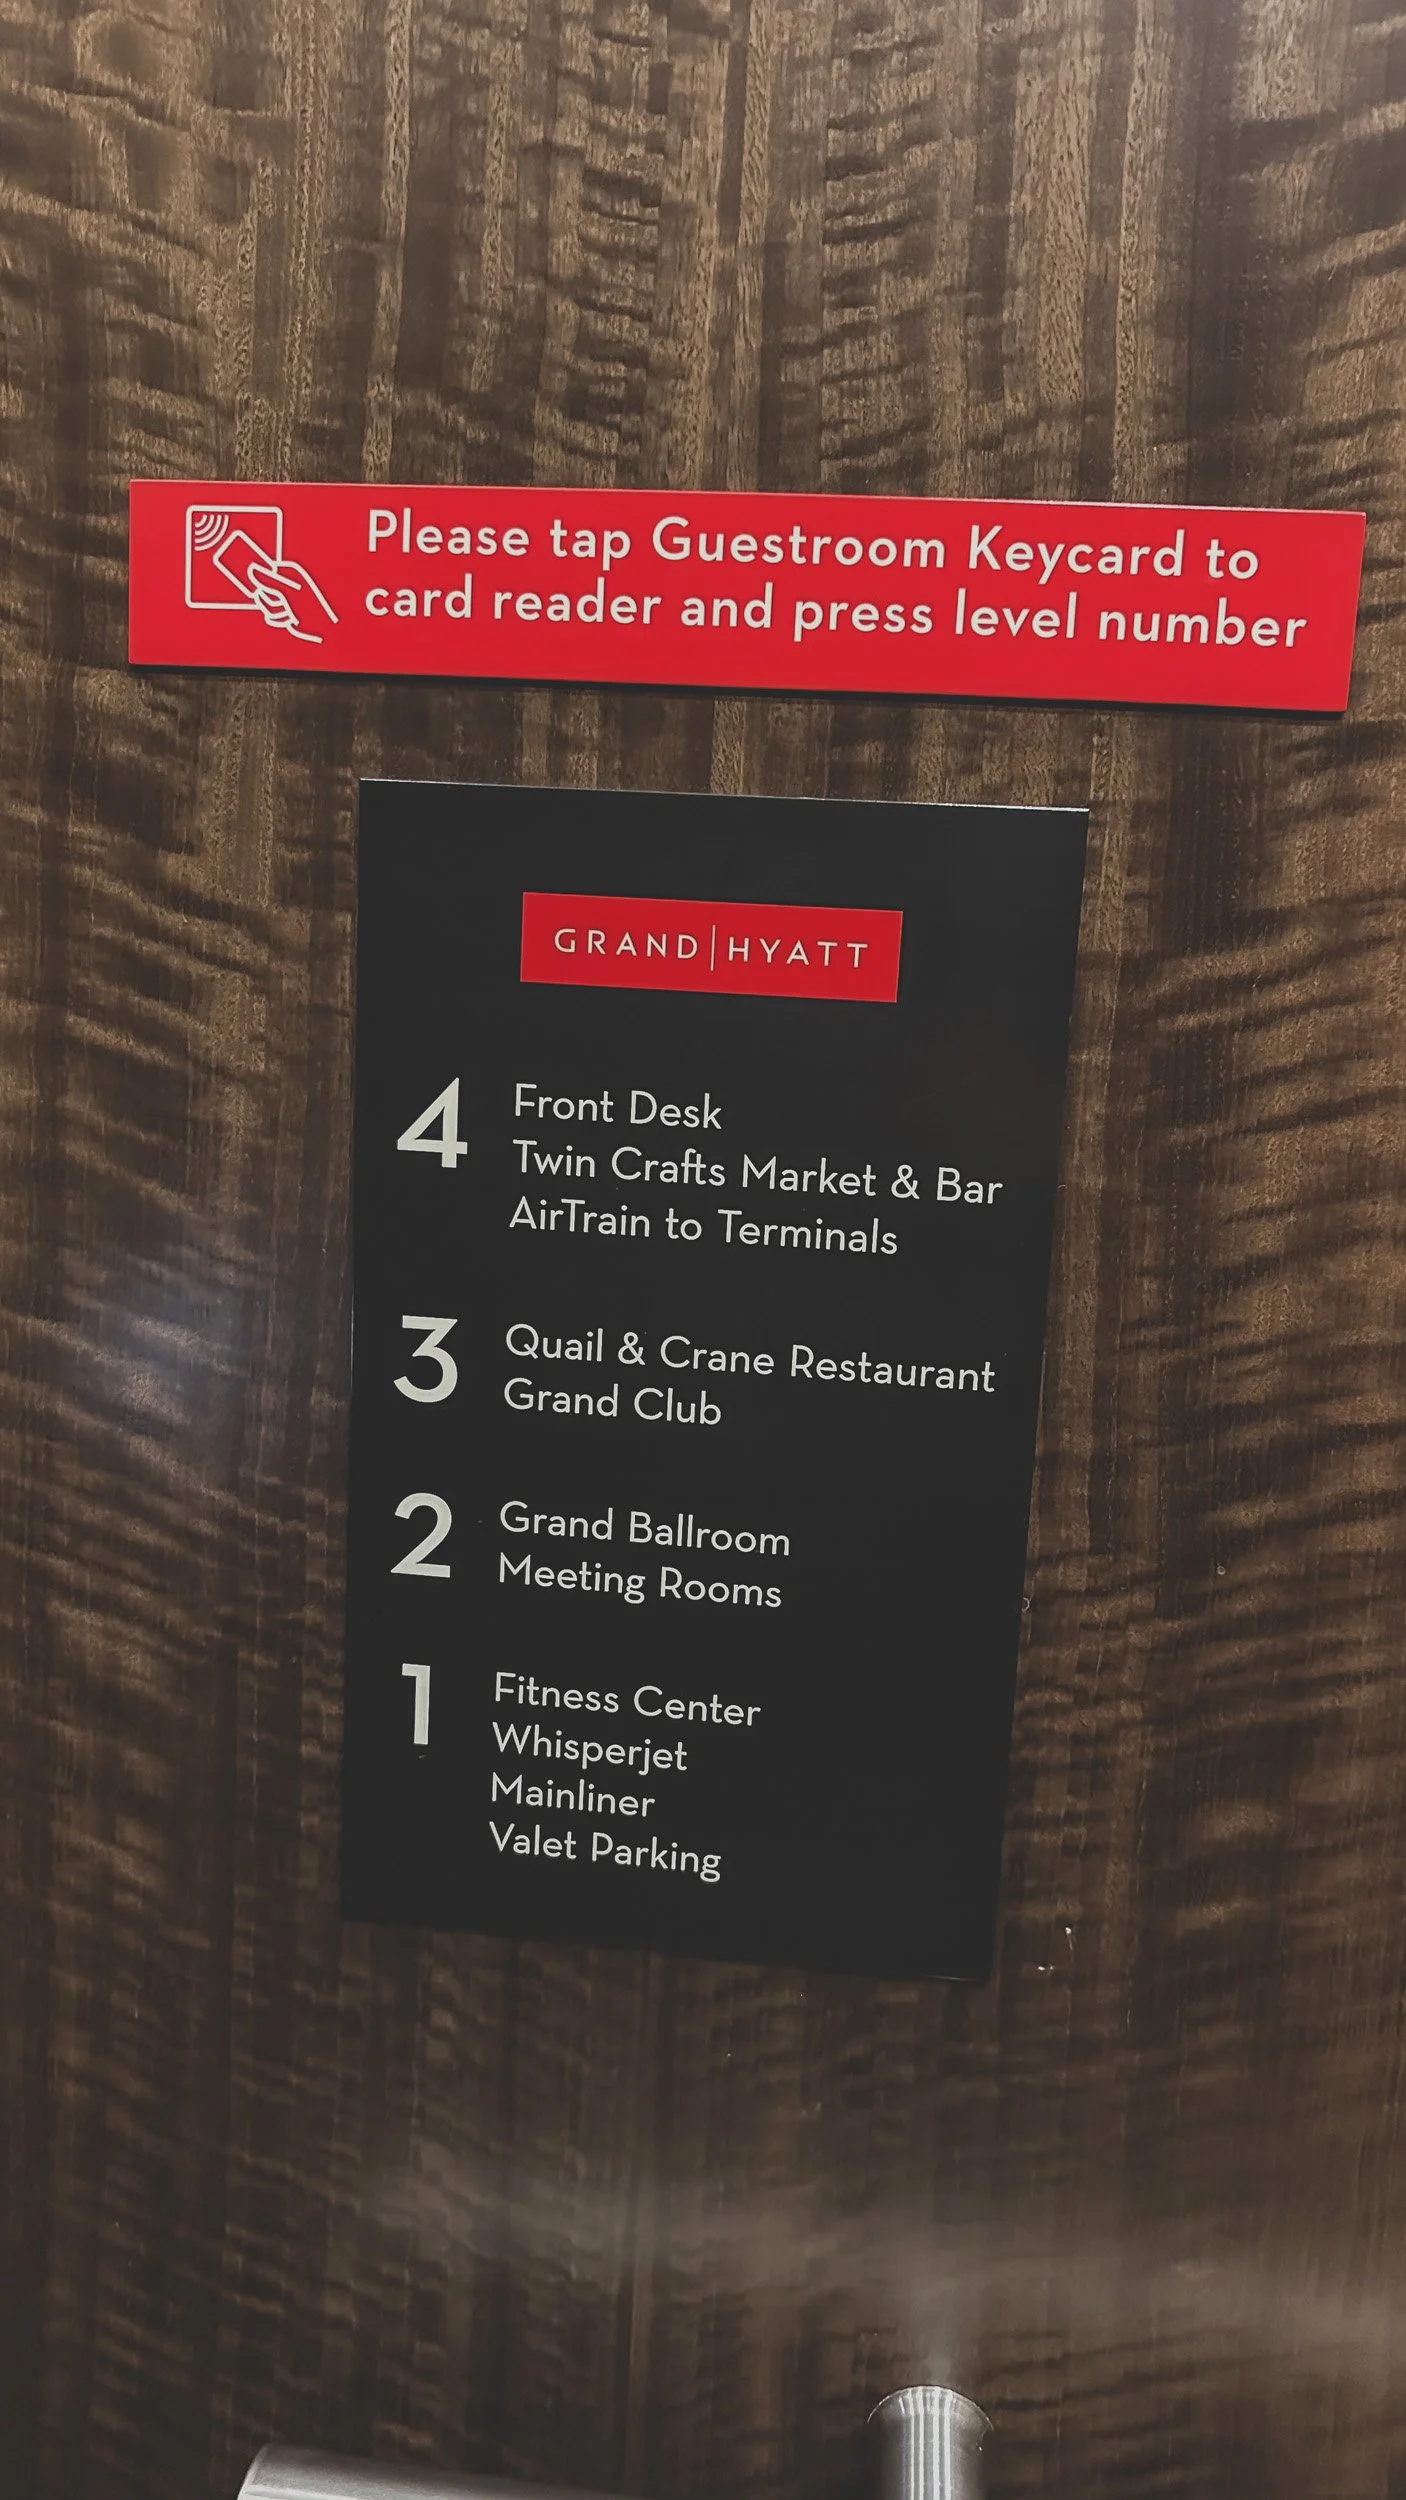 Please tap Guestroom Keycard to
card reader and press level number
GRAND|HYATT
4 Front Desk
Twin Crafts Market & Bar
AirTrain to Terminals
3 Quail & Crane Restaurant
Grand Club
2 Grand Ballroom
Meeting Rooms
1 Fitness Center
Whisperjet
Mainliner
Valet Parking